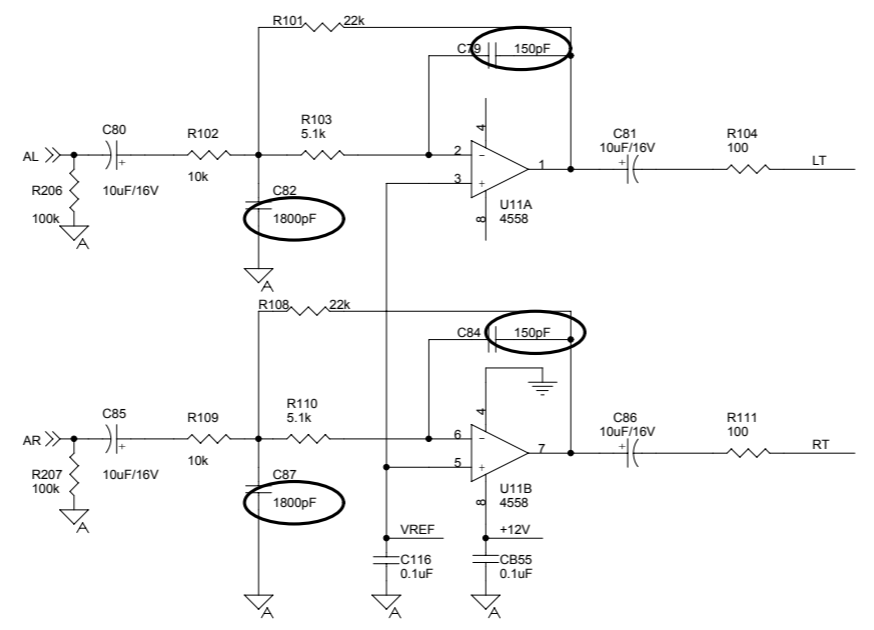 R101 22k
C79 150pF
R103
5.1k
C80
R102
AL
10uF/16V
10k
R206
100k
A
C82
1800pF
A
4
2 -
3 +
1
8
U11A
4558
C81
10uF/16V
+
R104
100
LT
R108 22k
C84 150pF
R110
5.1k
C85
R109
AR
10uF/16V
10k
R207
100k
A
C87
1800pF
A
4
6 -
5 +
7
8
U11B
4558
C86
10uF/16V
+
R111
100
RT
VREF
+12V
C116
0.1uF
CB55
0.1uF
A
A